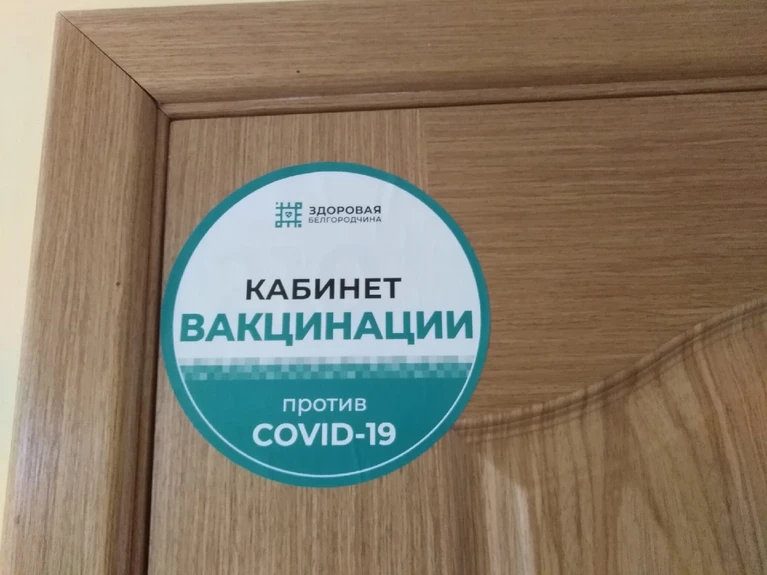 ЗДОРОВАЯ
БЕЛГОРОДЧИНА
КАБИНЕТ
ВАКЦИНАЦИИ
против
COVID-19